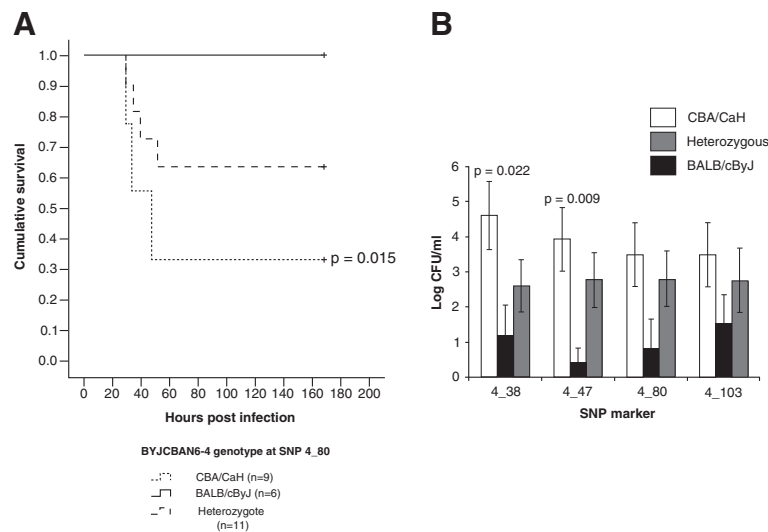 A
1.0
0.9
0.8
0.7
0.6
0.5
0.4
0.3
0.2
0.1
0.0
Cumulative survival
p = 0.015
0 20 40 60 80 100 120 140 160 180 200
Hours post infection
BYJCBAN6-4 genotype at SNP 4_80
CBA/CaH (n=9)
BALB/cByJ (n=6)
Heterozygote
(n=11)
B
CBA/CaH
Heterozygous
BALB/cByJ
6
5
4
3
2
1
0
Log CFU/ml
p = 0.022
p = 0.009
4_38 4_47 4_80 4_103
SNP marker